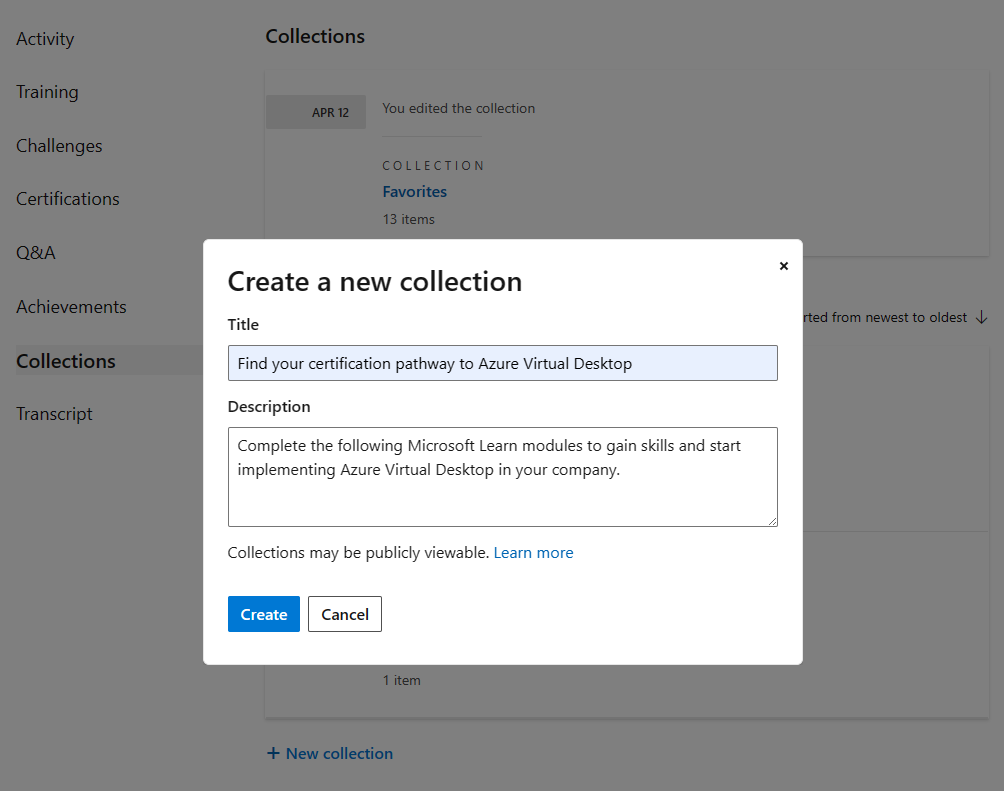 Activity
Training
Challenges
Certifications
Q&A
Achievements
Collections
Transcript
Collections
APR 12
You edited the collection
COLLECTION
Favorites
13 items
rted from newest to oldest ↓
Create a new collection
×
Title
Find your certification pathway to Azure Virtual Desktop
Description
Complete the following Microsoft Learn modules to gain skills and start
implementing Azure Virtual Desktop in your company.
Collections may be publicly viewable. Learn more
Create
Cancel
1 item
+ New collection